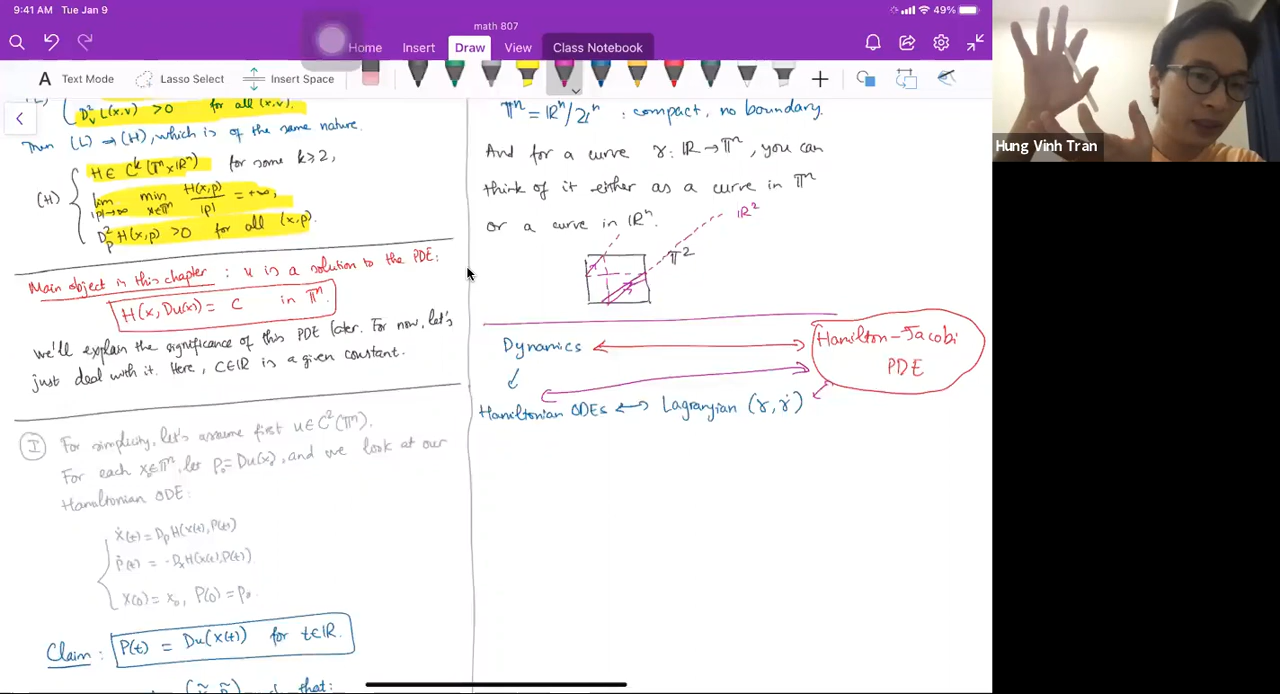 9:41 AM Tue Jan 9
49%
math 807
Home Insert Draw View Class Notebook
A Text Mode Lasso Select Insert Space
Hung Vinh Tran
(L) { D²ᵥ L(x,v) > 0 for all (x,v).
Then (L) ⇒ (H), which is of the same nature.
(H) { H ∈ Cᵏ(𝕋ⁿ×ℝⁿ) for some k ≥ 2,
lim |p|→∞ min x∈𝕋ⁿ H(x,p)/|p| = +∞,
D²ₚ H(x,p) > 0 for all (x,p).
Main object in this chapter : u is a solution to the PDE:
H(x, Du(x)) = C in 𝕋ⁿ.
We'll explain the significance of this PDE later. For now, let's
just deal with it. Here, C∈ℝ is a given constant.
I For simplicity, let's assume first u∈C²(𝕋ⁿ).
For each x₀∈𝕋ⁿ, let p₀ = Du(x₀), and we look at our
Hamiltonian ODE:
{ ẋ(t) = DₚH(x(t), P(t))
Ṗ(t) = -DₓH(x(t), P(t))
X(0) = x₀, P(0) = p₀.
Claim : P(t) = Du(x(t)) for t∈ℝ.
such that:
𝕋ⁿ = ℝⁿ/ℤⁿ : compact, no boundary.
And for a curve γ: ℝ→𝕋ⁿ, you can
think of it either as a curve in 𝕋ⁿ
or a curve in ℝⁿ.
ℝ²
𝕋²
Dynamics ↔ Hamilton-Jacobi
PDE
Hamiltonian ODEs ↔ Lagrangian (γ, γ̇)